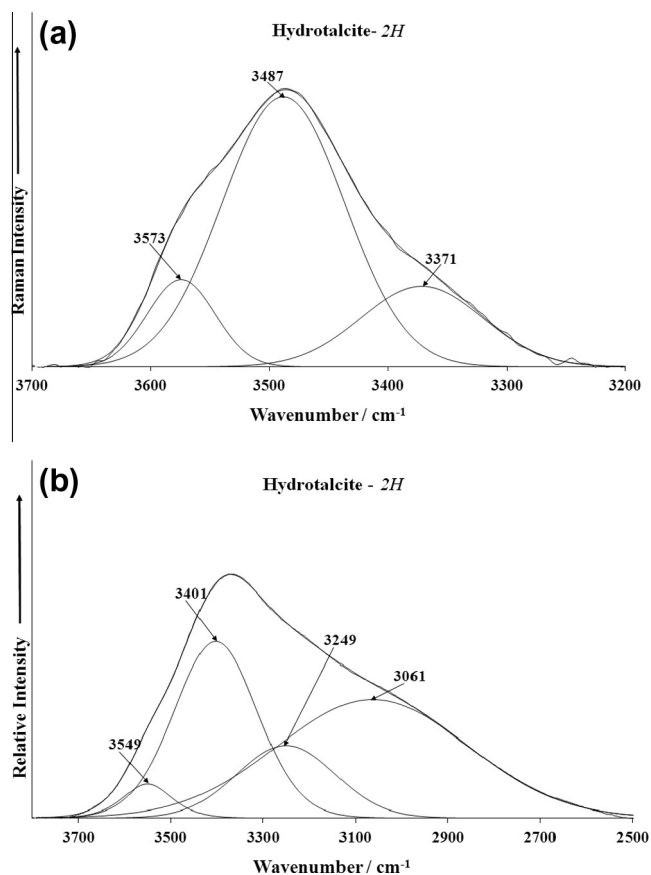 (a)
Hydrotalcite- 2H
3487
3573
3371
Raman Intensity
3700 3600 3500 3400 3300 3200
Wavenumber / cm-1
(b)
Hydrotalcite - 2H
3401
3249
3061
3549
Relative Intensity
3700 3500 3300 3100 2900 2700 2500
Wavenumber / cm-1